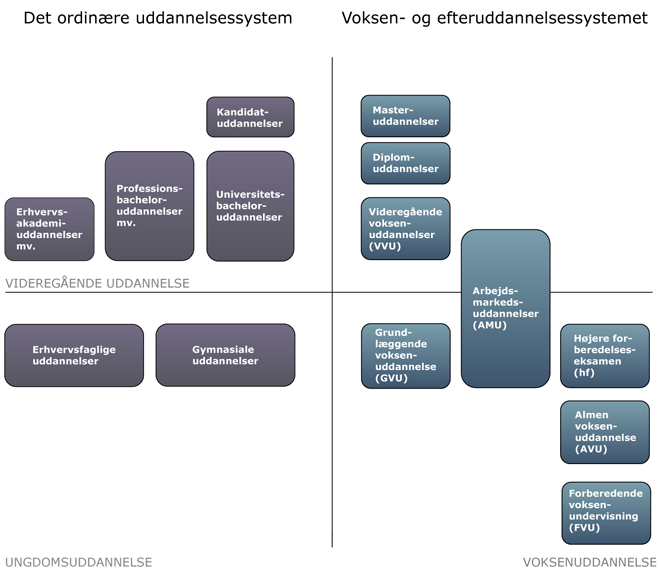 Det ordinære uddannelsessystem
Voksen- og efteruddannelsessystemet
Kandidat-
uddannelser
Professions-
bachelor-
uddannelser
mv.
Universitets-
bachelor-
uddannelser
Erhvervs-
akademi-
uddannelser
mv.
VIDEREGÅENDE UDDANNELSE
Erhvervsfaglige
uddannelser
Gymnasiale
uddannelser
UNGDOMSUDDANNELSE
Master-
uddannelser
Diplom-
uddannelser
Videregående
voksen-
uddannelser
(VVU)
Arbejds-
markeds-
uddannelser
(AMU)
Grund-
læggende
voksen-
uddannelse
(GVU)
Højere for-
beredelses-
eksamen
(hf)
Almen
voksen-
uddannelse
(AVU)
Forberedende
voksen-
undervisning
(FVU)
VOKSENUDDANNELSE